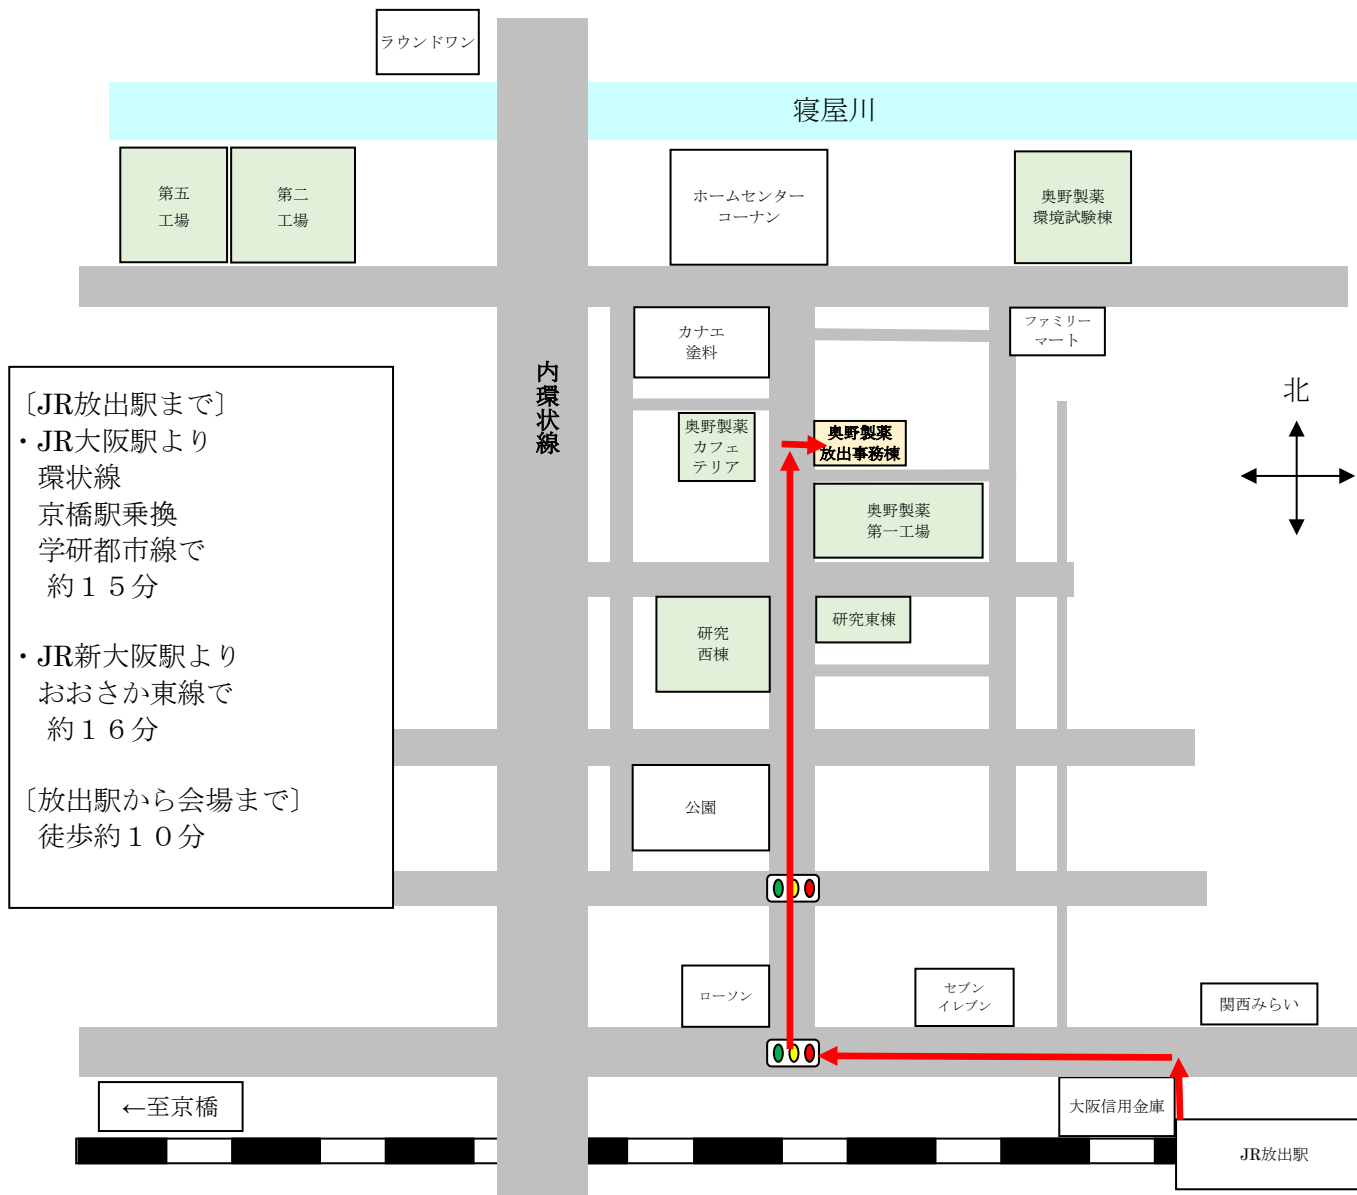 ラウンドワン
寝屋川
第五
工場
第二
工場
ホームセンター
コーナン
奥野製薬
環境試験棟
カナエ
塗料
ファミリー
マート
内環状線
〔JR放出駅まで〕
・JR大阪駅より
環状線
京橋駅乗換
学研都市線で
約１５分
・JR新大阪駅より
おおさか東線で
約１６分
〔放出駅から会場まで〕
徒歩約１０分
北
奥野製薬
カフェ
テリア
奥野製薬
放出事務棟
奥野製薬
第一工場
研究
西棟
研究東棟
公園
ローソン
セブン
イレブン
関西みらい
←至京橋
大阪信用金庫
JR放出駅